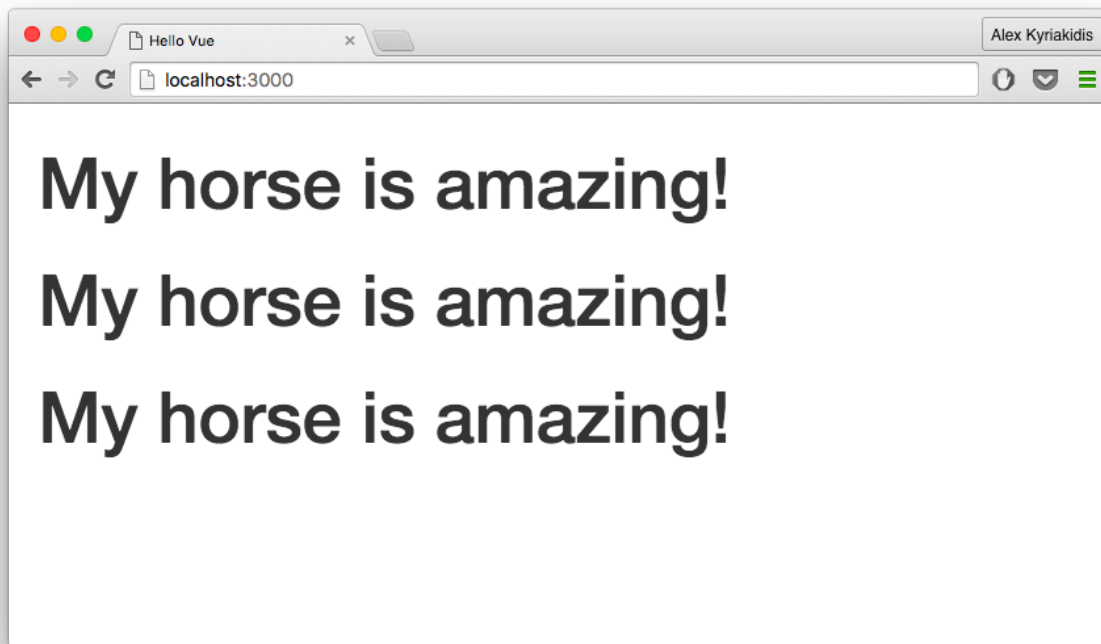 Hello Vue
Alex Kyriakidis
localhost:3000
My horse is amazing!
My horse is amazing!
My horse is amazing!